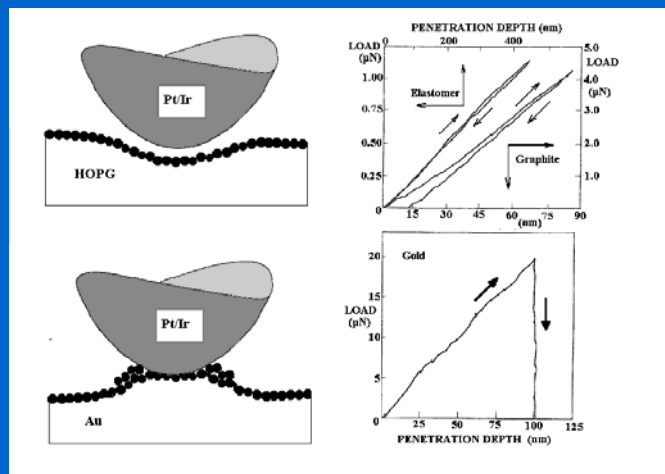 Pt/Ir
HOPG
PENETRATION DEPTH (nm)
0 200 400
LOAD
(µN)
5.0
LOAD
(µN)
1.00
0.75
0.50
0.25
0
4.0
3.0
2.0
1.0
Elastomer
Graphite
15 30 45 60 75 90
(nm)
Pt/Ir
Au
Gold
20
15
LOAD
(µN)
10
5
0
25 50 75 100 125
PENETRATION DEPTH (nm)